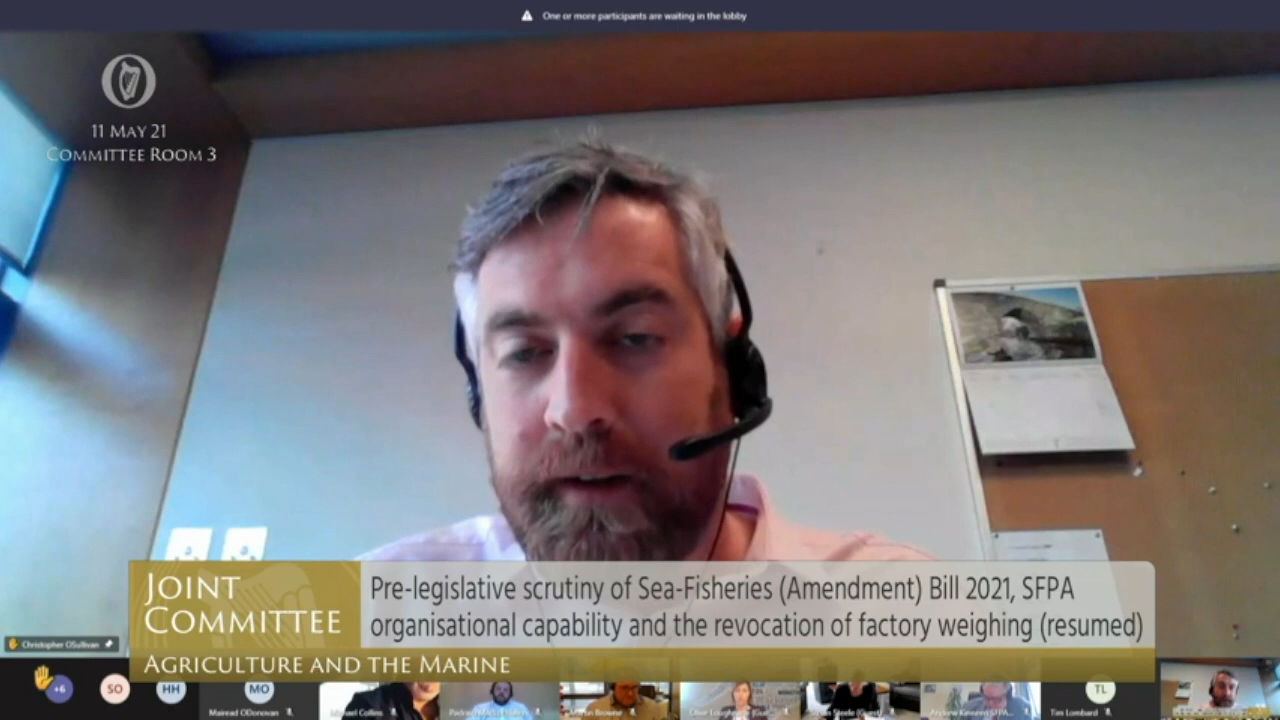 One or more participants are waiting in the lobby
11 May 21
Committee Room 3
Joint
Committee
Pre-legislative scrutiny of Sea-Fisheries (Amendment) Bill 2021, SFPA
organisational capability and the revocation of factory weighing (resumed)
Agriculture and the Marine
Christopher OSullivan
+6
SO
HH
MO
TL
Mairead ODonovan
Michael Collins
Tim Lombard